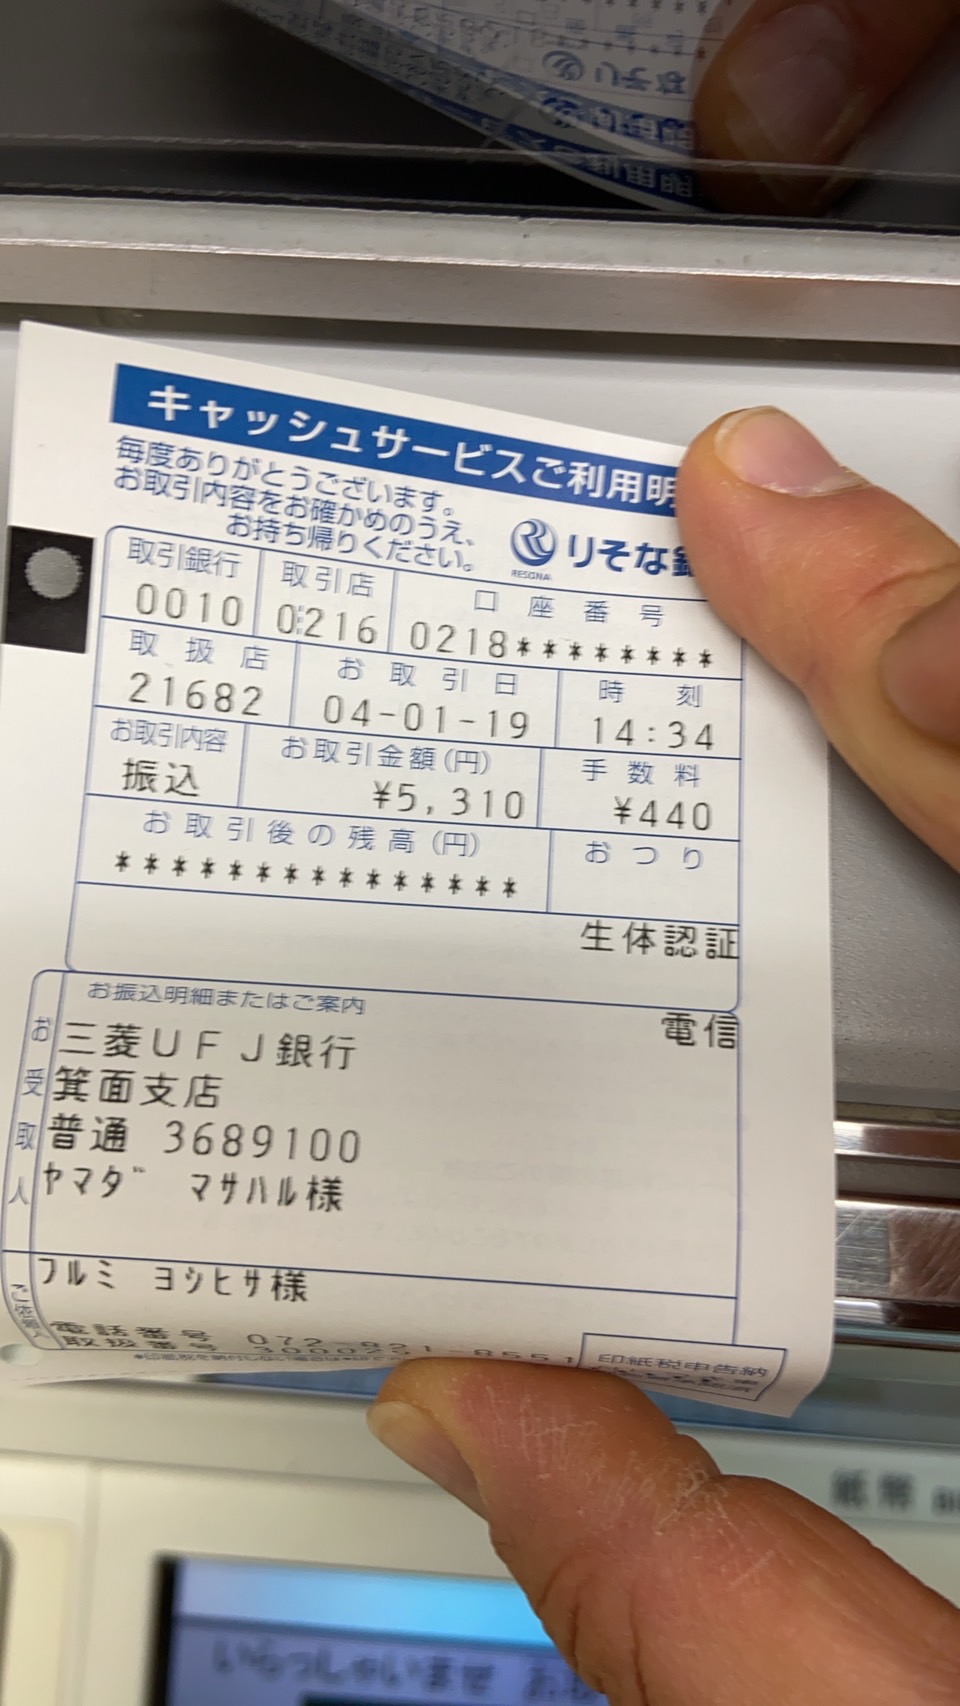 キャッシュサービスご利用明
毎度ありがとうございます。
お取引内容をお確かめのうえ、
お持ち帰りください。
RESONA
りそな銀
取引銀行 取引店 口座番号
0010 0216 0218********
取扱店 お取引日 時刻
21682 04-01-19 14:34
お取引内容 お取引金額(円) 手数料
振込 ¥5,310 ¥440
お取引後の残高(円) おつり
***************
生体認証
お振込明細またはご案内
電信
お受取人
三菱UFJ銀行
箕面支店
普通 3689100
ヤマダ マサハル様
ご依頼人
フルミ ヨシヒサ様
電話番号
取扱番号
印紙税申告納
紙幣
いらっしゃいませ